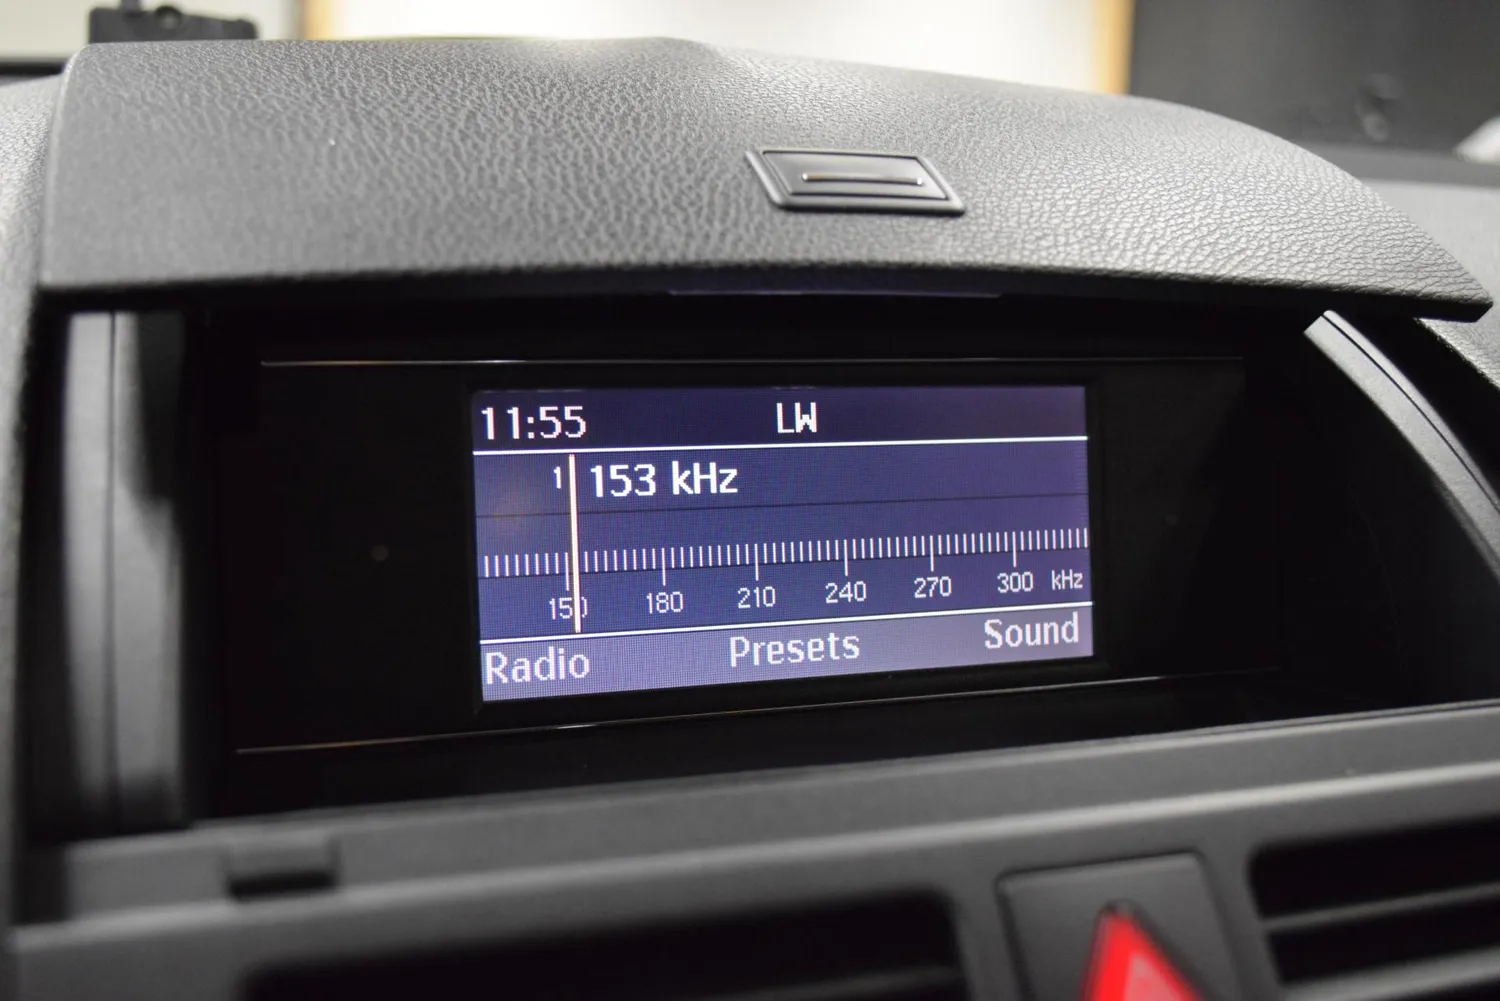 11:55 LW
1 153 kHz
150 180 210 240 270 300 kHz
Radio Presets Sound